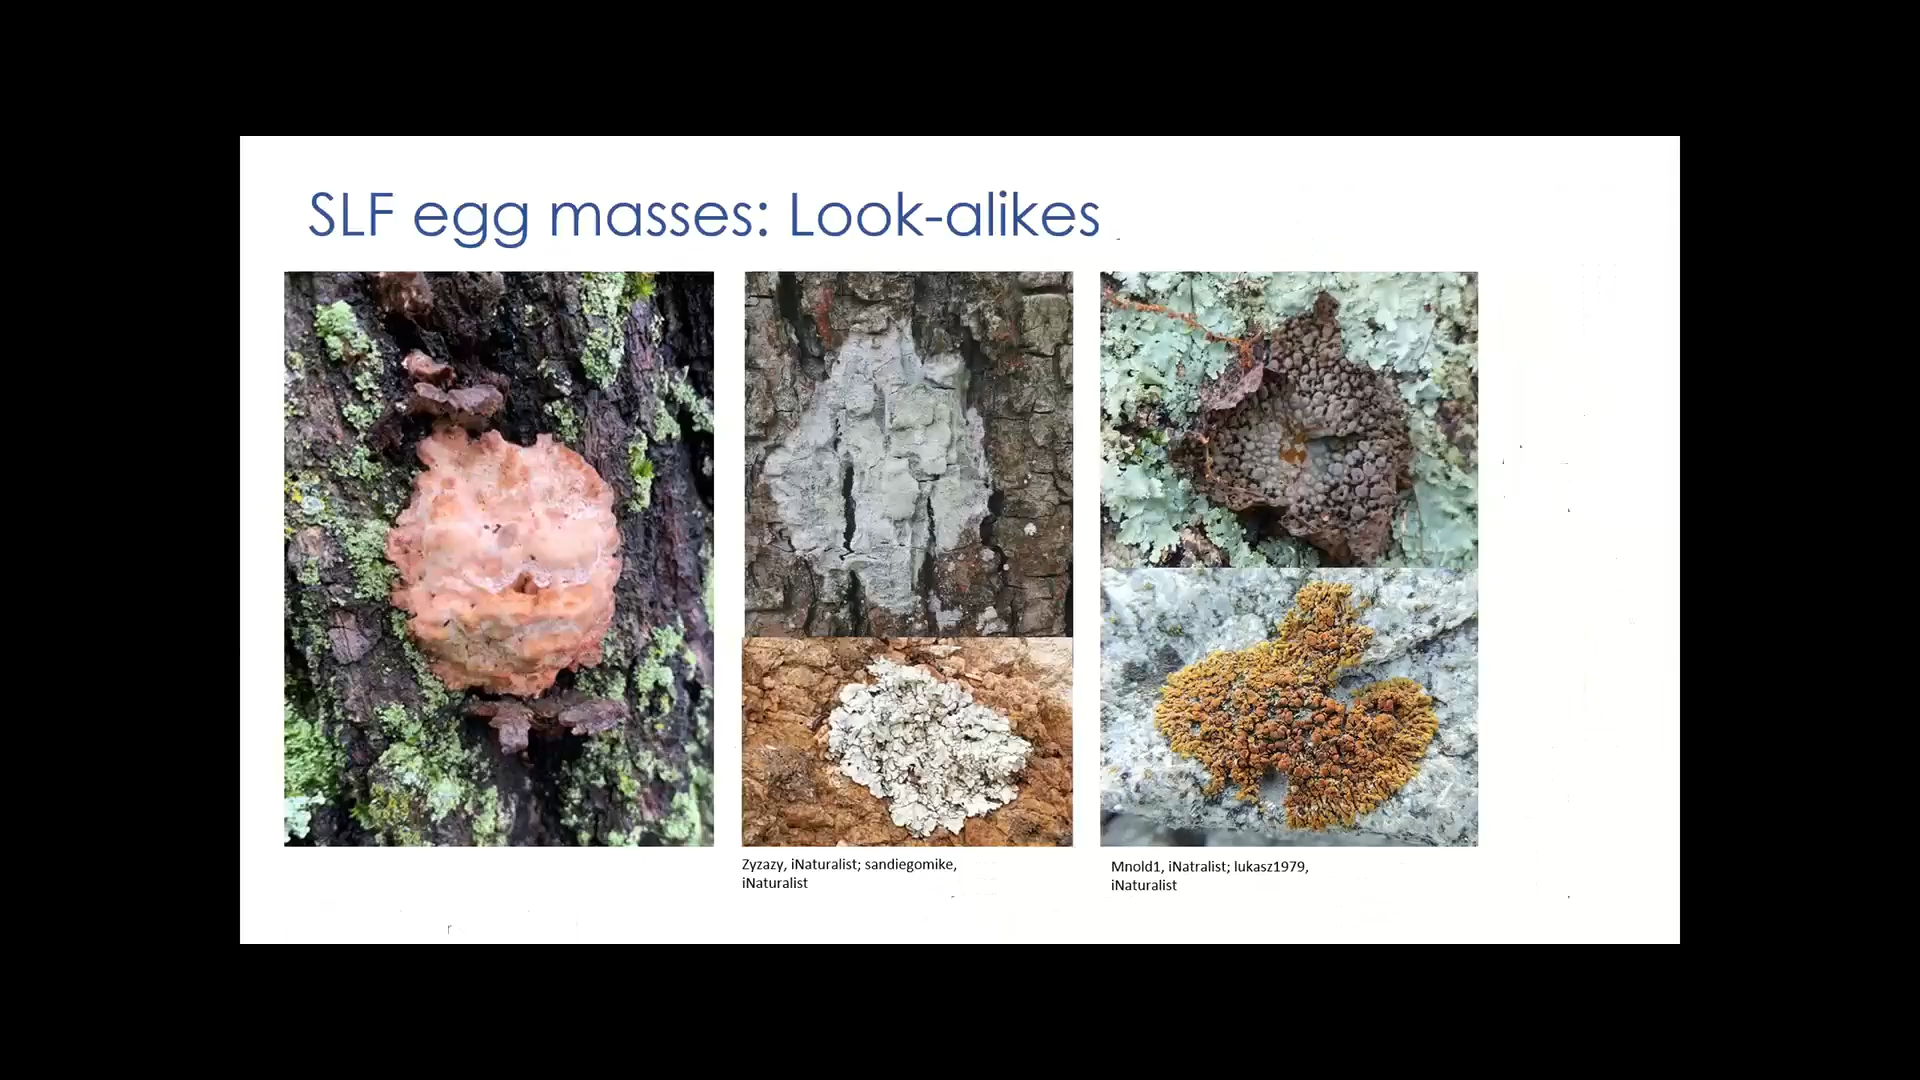 SLF egg masses: Look-alikes
Zyzazy, iNaturalist; sandiegomike,
iNaturalist
Mnold1, iNatralist; lukasz1979,
iNaturalist